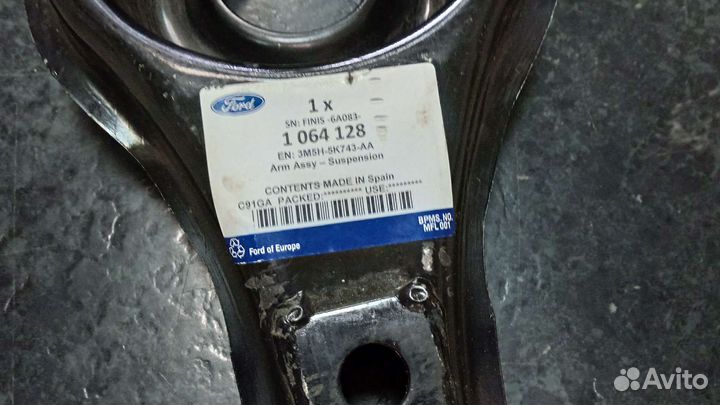 Ford
1 x
SN: FINIS -6A083-
1 064 128
EN: 3M5H-5K743-AA
Arm Assy – Suspension
CONTENTS MADE IN Spain
C91GA PACKED:********** USE:*********
BPMS. NO.
MFL 001
Ford of Europe
Avito